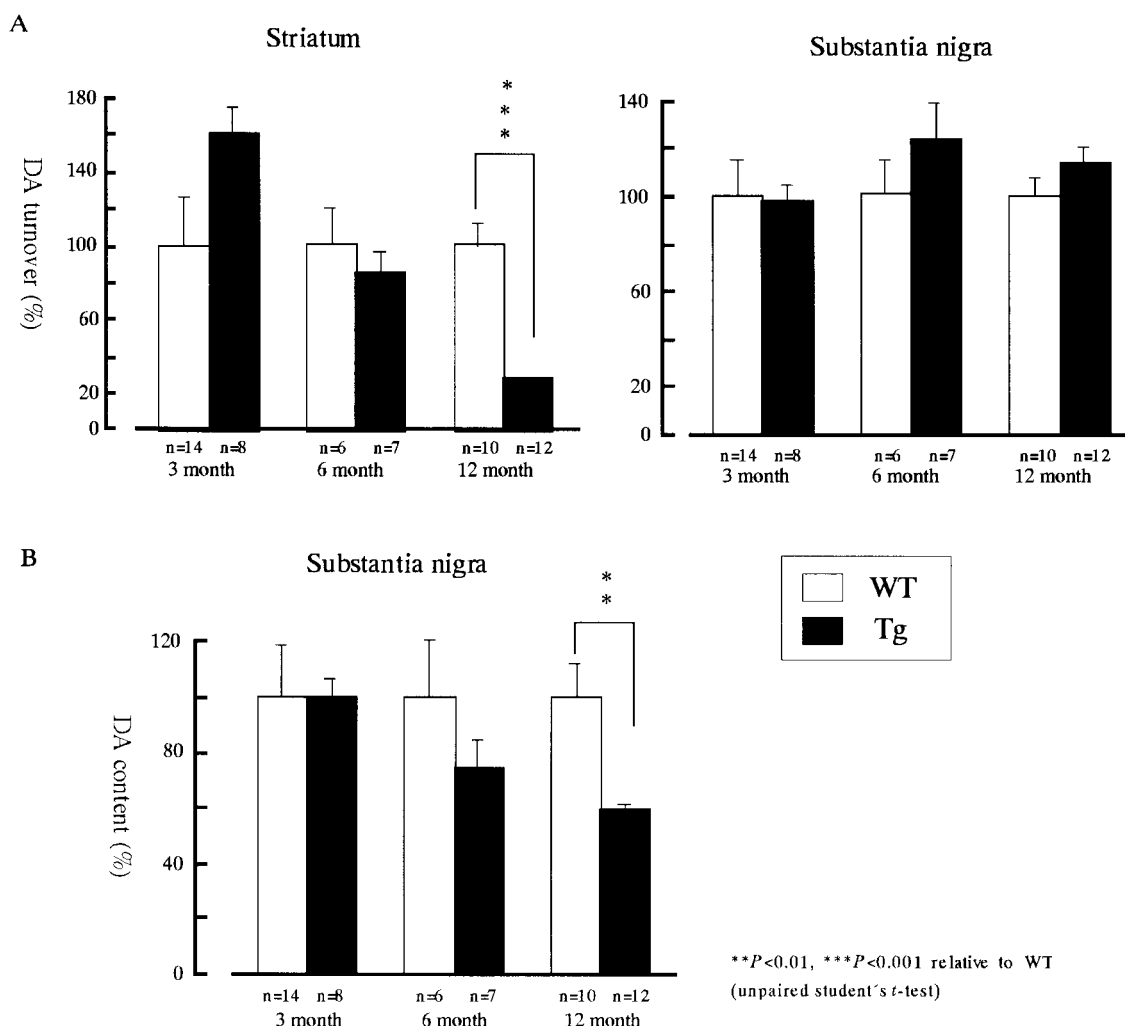 A
Striatum
Substantia nigra
DA turnover (%)
180
140
100
60
20
0
***
n=14 n=8 n=6 n=7 n=10 n=12
3 month 6 month 12 month
140
100
60
20
0
n=14 n=8 n=6 n=7 n=10 n=12
3 month 6 month 12 month
B
Substantia nigra
DA content (%)
120
80
40
0
**
n=14 n=8 n=6 n=7 n=10 n=12
3 month 6 month 12 month
WT
Tg
**P<0.01, ***P<0.001 relative to WT
(unpaired student's t-test)